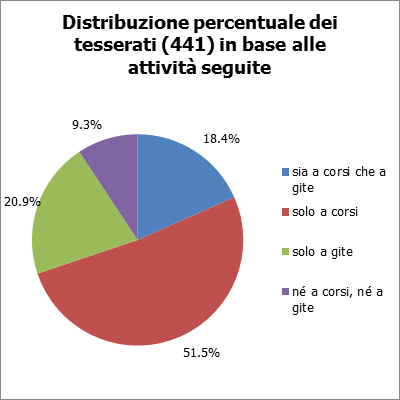 Distribuzione percentuale dei
tesserati (441) in base alle
attività seguite
9.3%
18.4%
20.9%
51.5%
sia a corsi che a
gite
solo a corsi
solo a gite
né a corsi, né a
gite